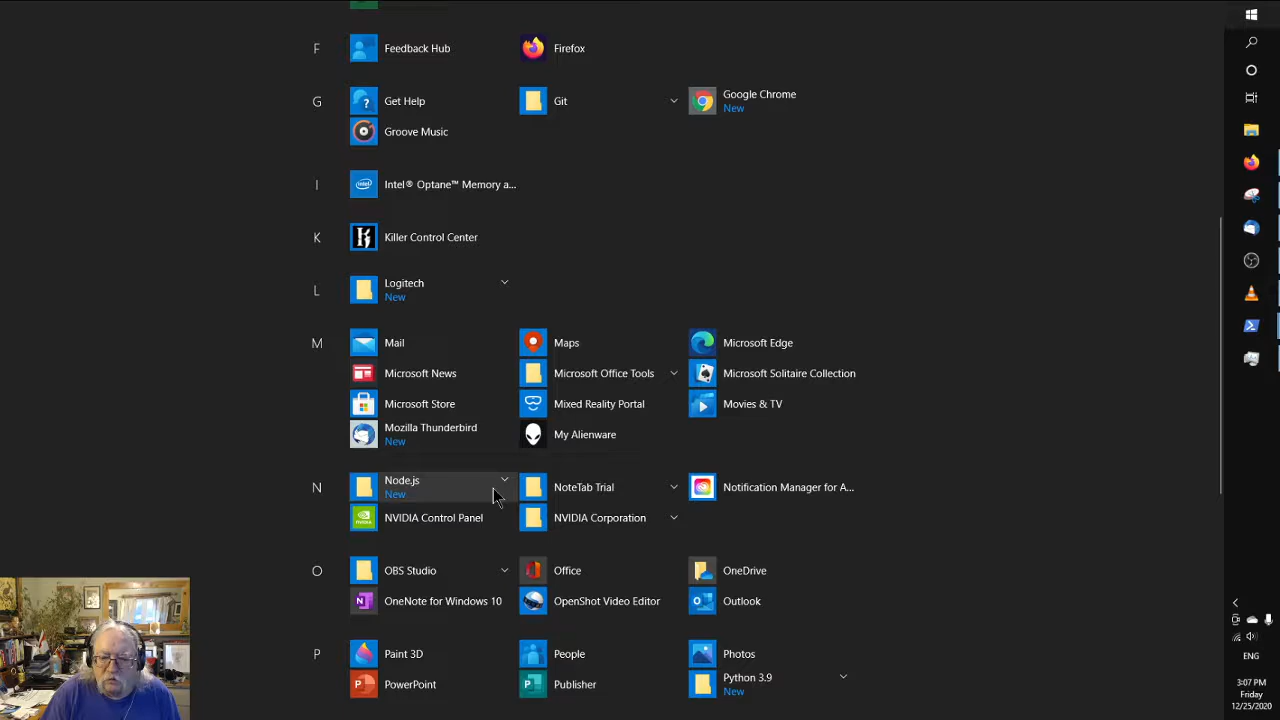 F
Feedback Hub
Firefox
G
Get Help
Git
Google Chrome
New
Groove Music
I
Intel® Optane™ Memory a...
K
Killer Control Center
L
Logitech
New
M
Mail
Maps
Microsoft Edge
Microsoft News
Microsoft Office Tools
Microsoft Solitaire Collection
Microsoft Store
Mixed Reality Portal
Movies & TV
Mozilla Thunderbird
New
My Alienware
N
Node.js
New
NoteTab Trial
Notification Manager for A...
NVIDIA Control Panel
NVIDIA Corporation
O
OBS Studio
Office
OneDrive
OneNote for Windows 10
OpenShot Video Editor
Outlook
P
Paint 3D
People
Photos
PowerPoint
Publisher
Python 3.9
New
ENG
3:07 PM
Friday
12/25/2020